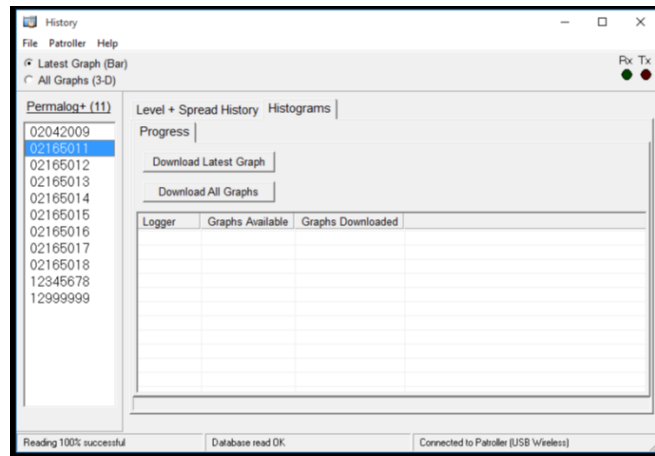 History
File Patroller Help
Latest Graph (Bar)
All Graphs (3-D)
Rx Tx
Permalog+ (11)
02042009
02165011
02165012
02165013
02165014
02165015
02165016
02165017
02165018
12345678
12999999
Level + Spread History Histograms
Progress
Download Latest Graph
Download All Graphs
Logger Graphs Available Graphs Downloaded
Reading 100% successful Database read OK Connected to Patroller (USB Wireless)